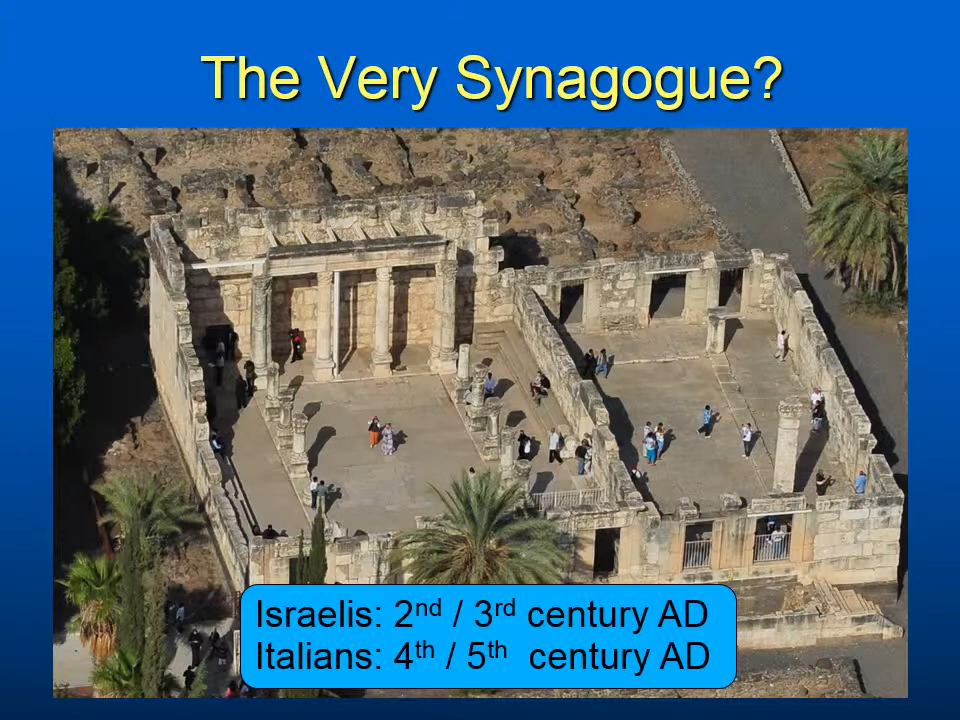 The Very Synagogue?
Israelis: 2nd / 3rd century AD
Italians: 4th / 5th century AD